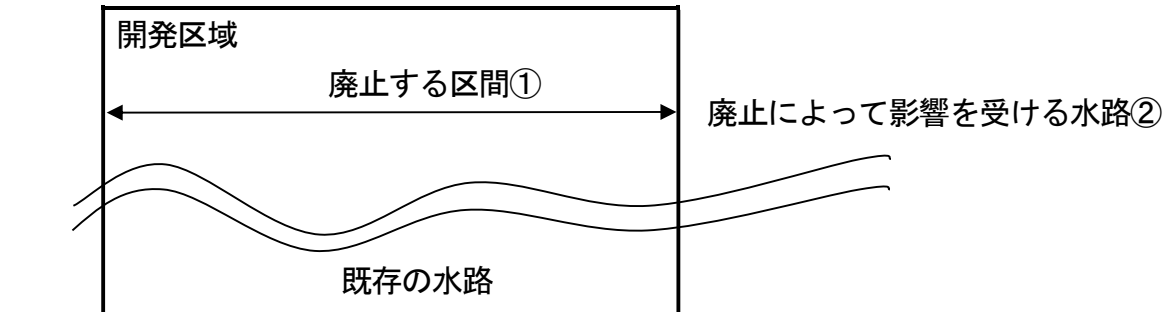 開発区域
廃止する区間①
廃止によって影響を受ける水路②
既存の水路